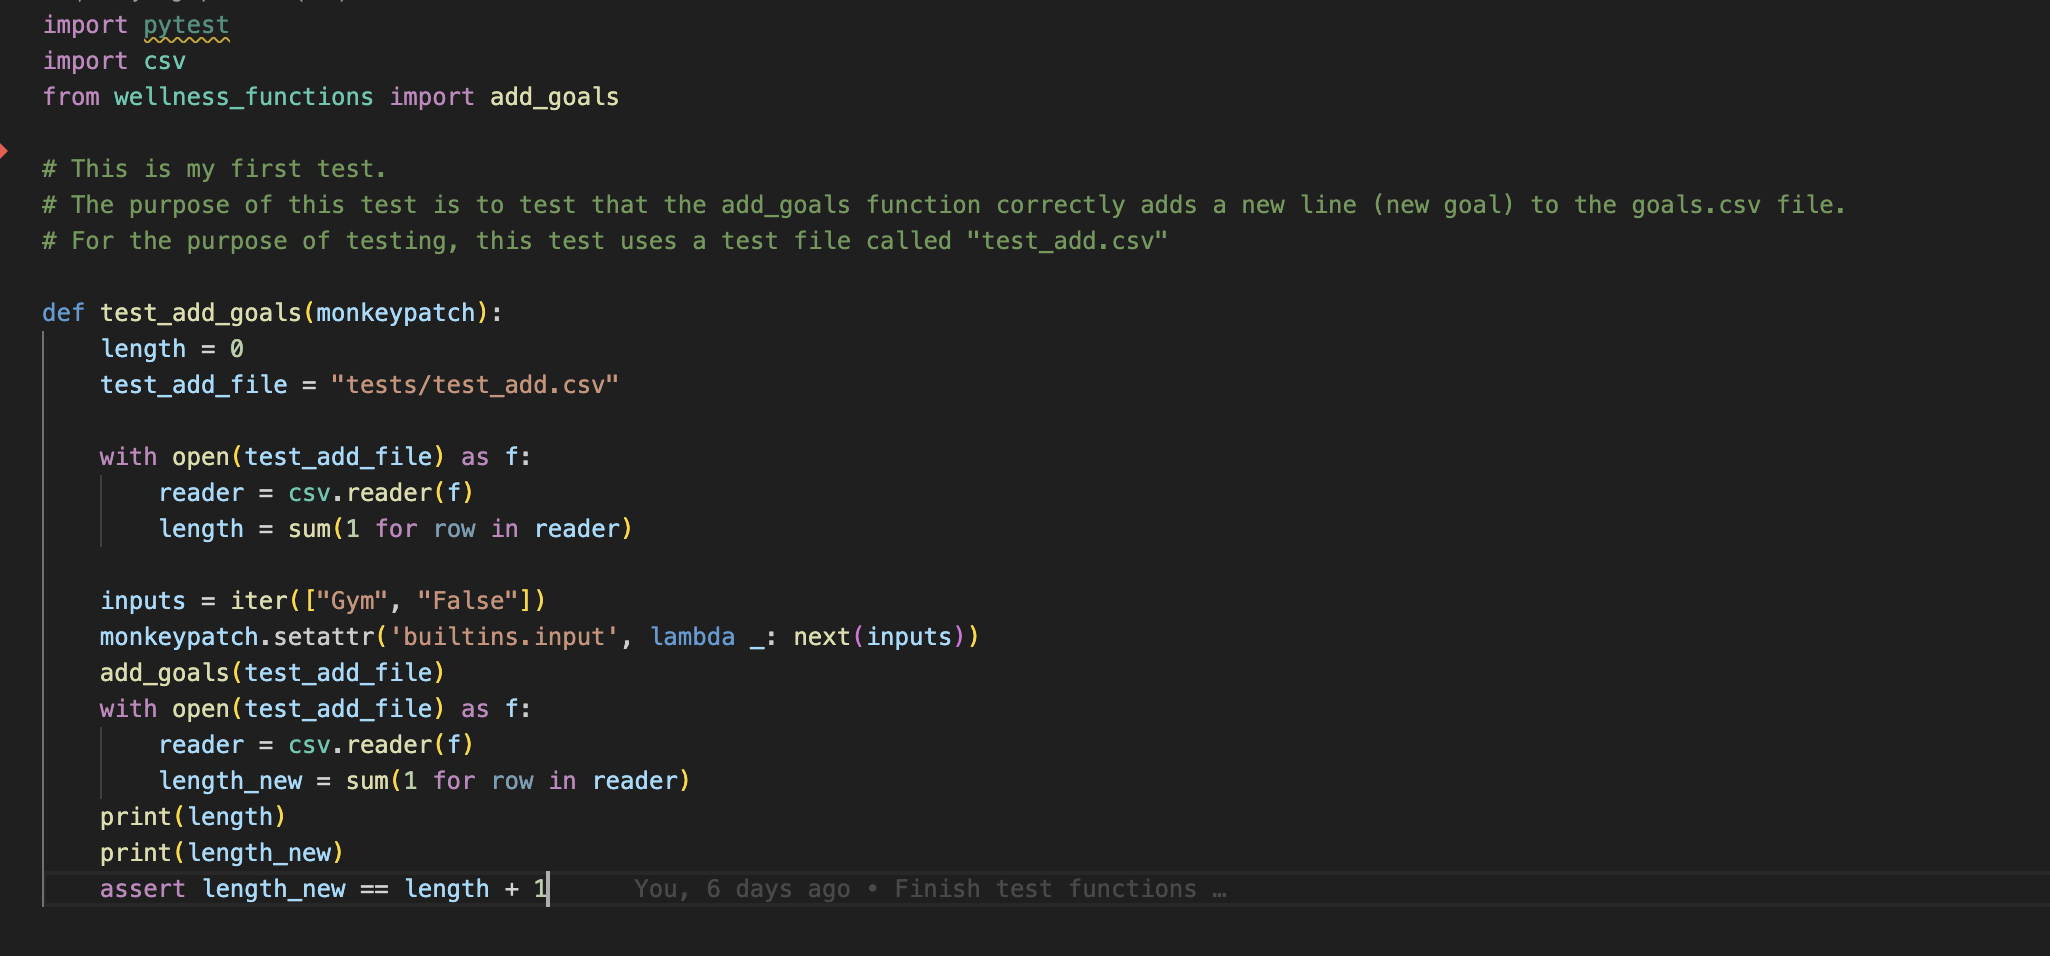 import pytest
import csv
from wellness_functions import add_goals
# This is my first test.
# The purpose of this test is to test that the add_goals function correctly adds a new line (new goal) to the goals.csv file.
# For the purpose of testing, this test uses a test file called "test_add.csv"
def test_add_goals(monkeypatch):
    length = 0
    test_add_file = "tests/test_add.csv"
    with open(test_add_file) as f:
        reader = csv.reader(f)
        length = sum(1 for row in reader)
    inputs = iter(["Gym", "False"])
    monkeypatch.setattr('builtins.input', lambda _: next(inputs))
    add_goals(test_add_file)
    with open(test_add_file) as f:
        reader = csv.reader(f)
        length_new = sum(1 for row in reader)
    print(length)
    print(length_new)
    assert length_new == length + 1 You, 6 days ago • Finish test functions …